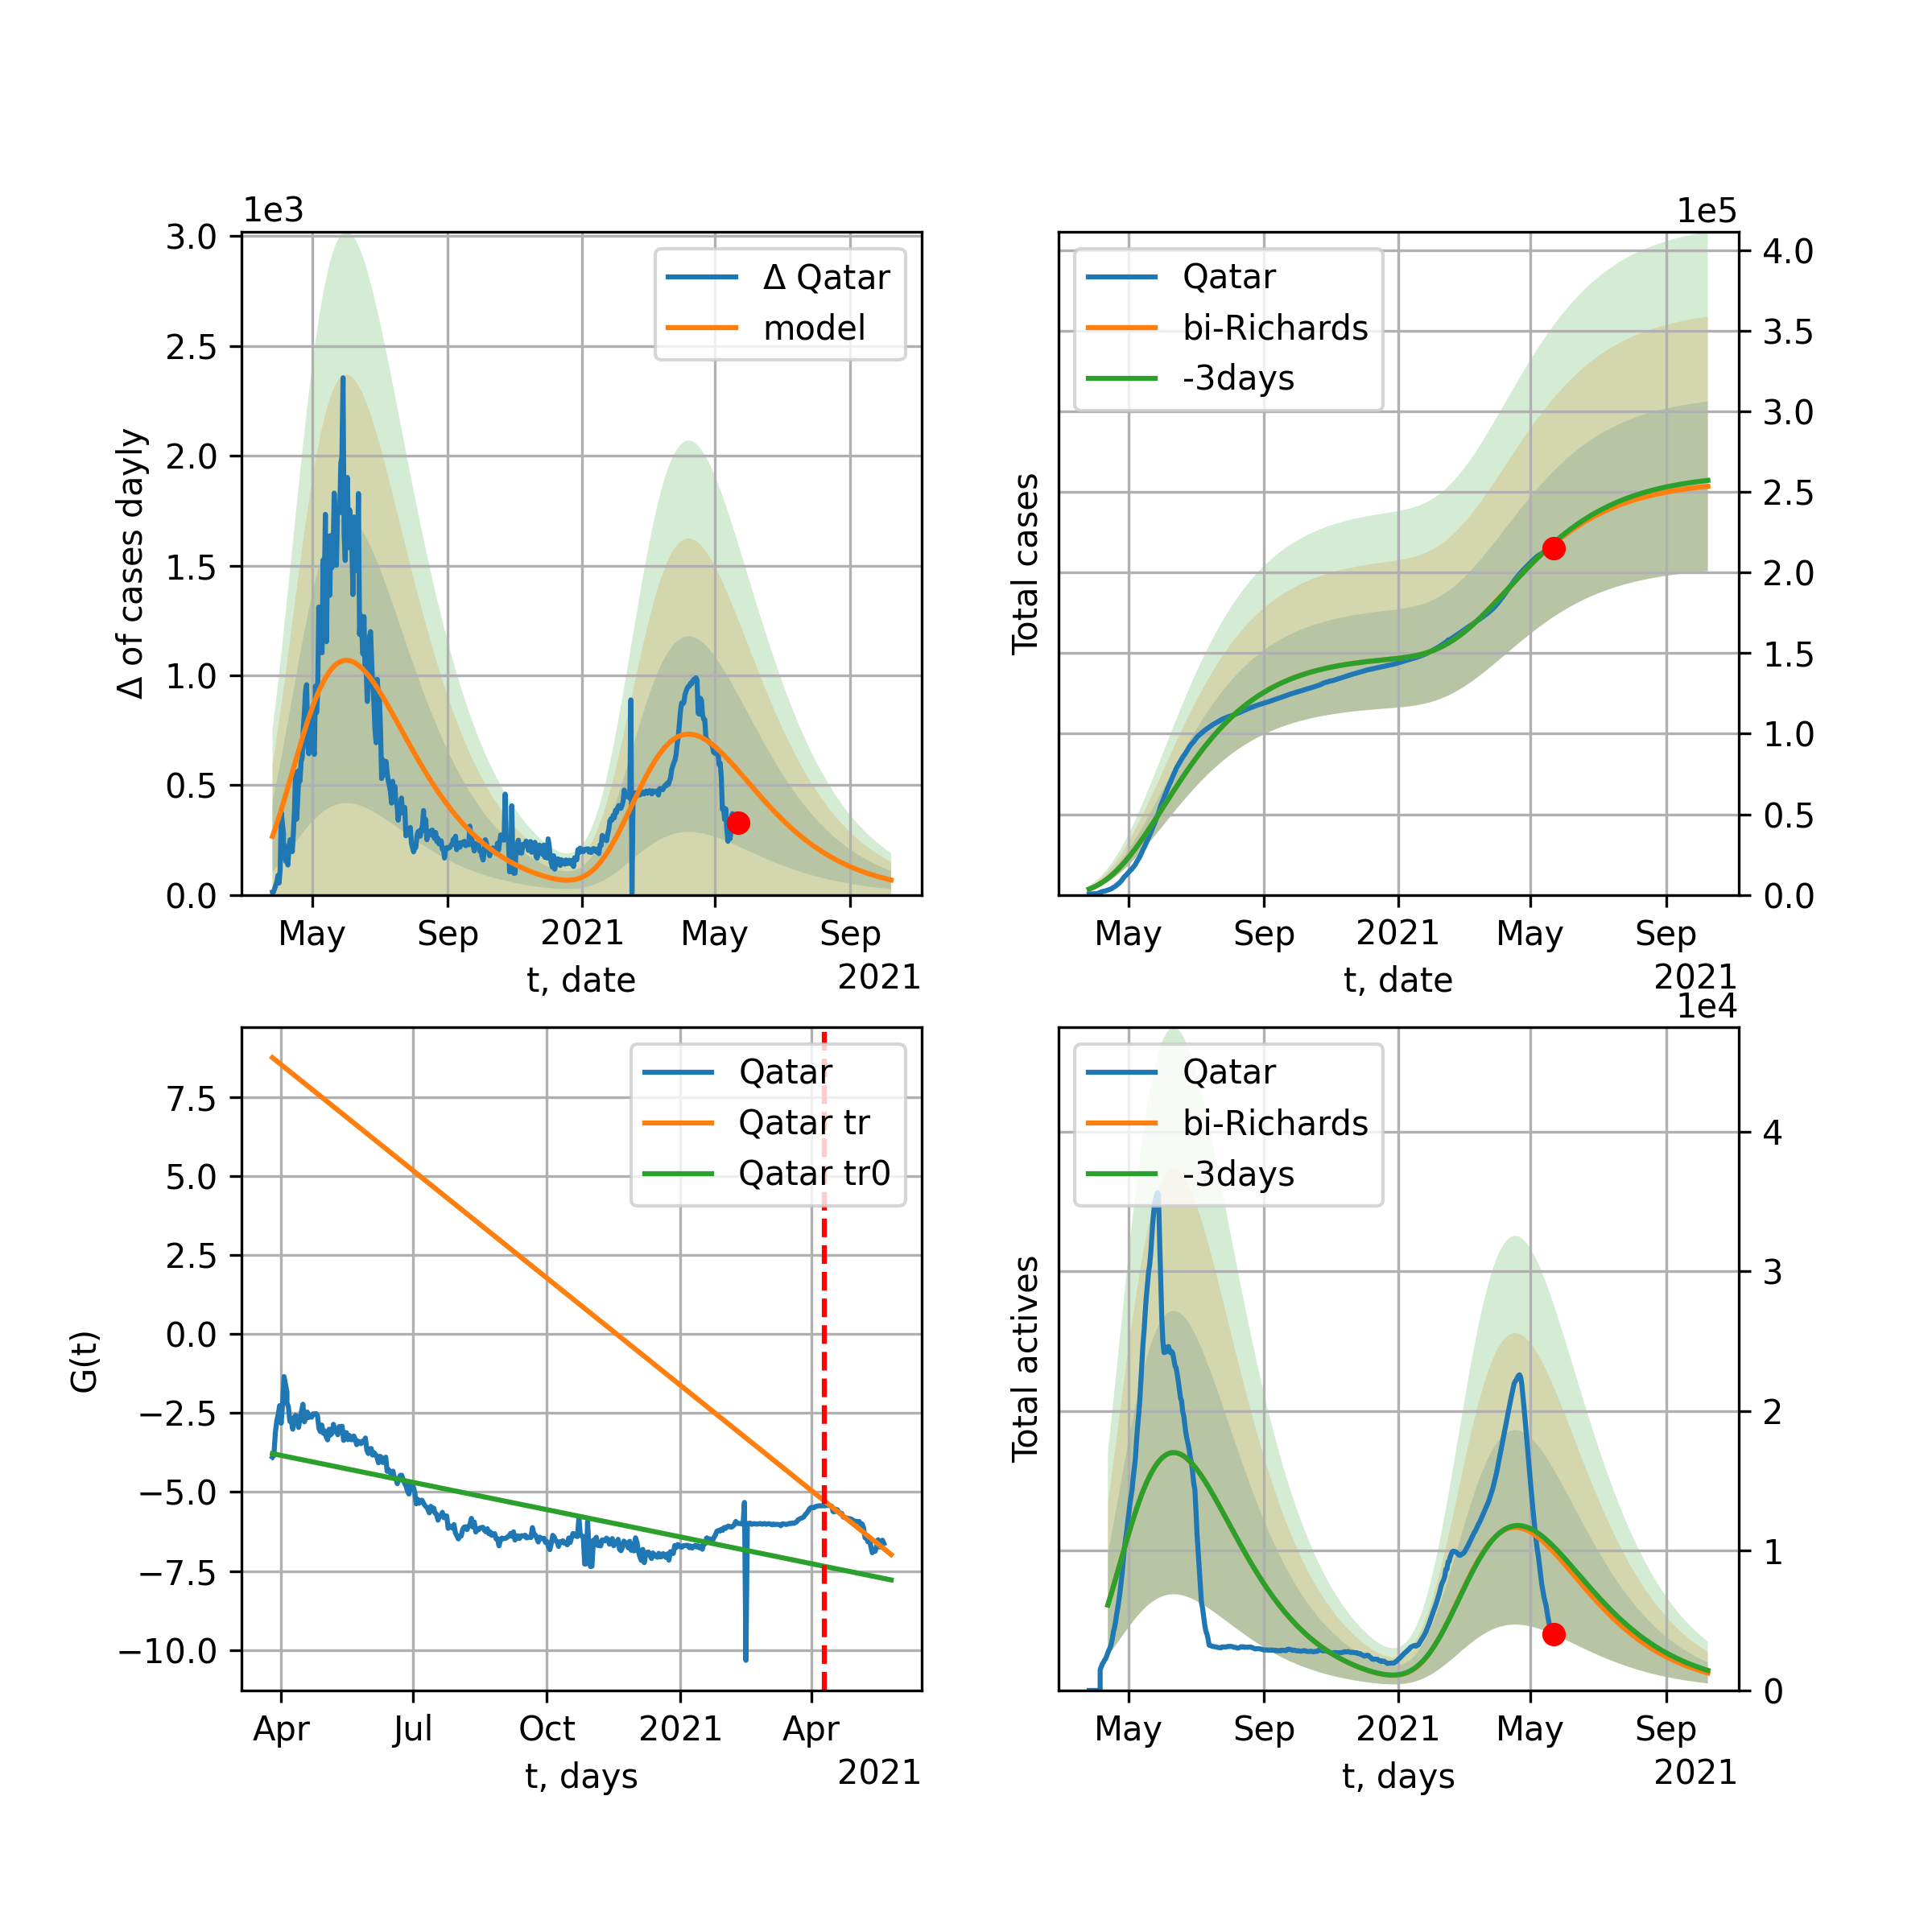 1e3
3.0
2.5
2.0
1.5
1.0
0.5
0.0
Δ of cases dayly
Δ Qatar
model
May Sep 2021 May Sep
t, date
2021
1e5
4.0
3.5
3.0
2.5
2.0
1.5
1.0
0.5
0.0
Total cases
Qatar
bi-Richards
-3days
May Sep 2021 May Sep
t, date
2021
7.5
5.0
2.5
0.0
−2.5
−5.0
−7.5
−10.0
G(t)
Qatar
Qatar tr
Qatar tr0
Apr Jul Oct 2021 Apr
t, days
2021
1e4
4
3
2
1
0
Total actives
Qatar
bi-Richards
-3days
May Sep 2021 May Sep
t, days
2021